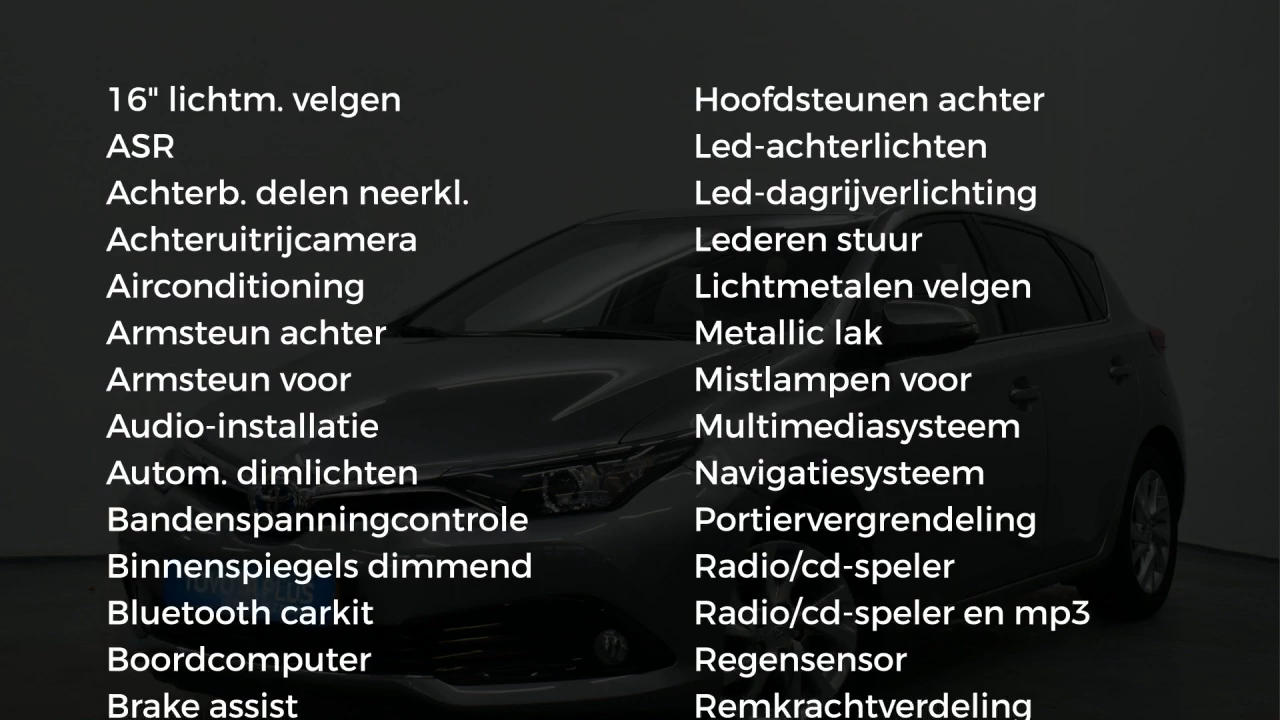 16" lichtm. velgen
ASR
Achterb. delen neerkl.
Achteruitrijcamera
Airconditioning
Armsteun achter
Armsteun voor
Audio-installatie
Autom. dimlichten
Bandenspanningcontrole
Binnenspiegels dimmend
Bluetooth carkit
Boordcomputer
Brake assist
Hoofdsteunen achter
Led-achterlichten
Led-dagrijverlichting
Lederen stuur
Lichtmetalen velgen
Metallic lak
Mistlampen voor
Multimediasysteem
Navigatiesysteem
Portiervergrendeling
Radio/cd-speler
Radio/cd-speler en mp3
Regensensor
Remkrachtverdeling